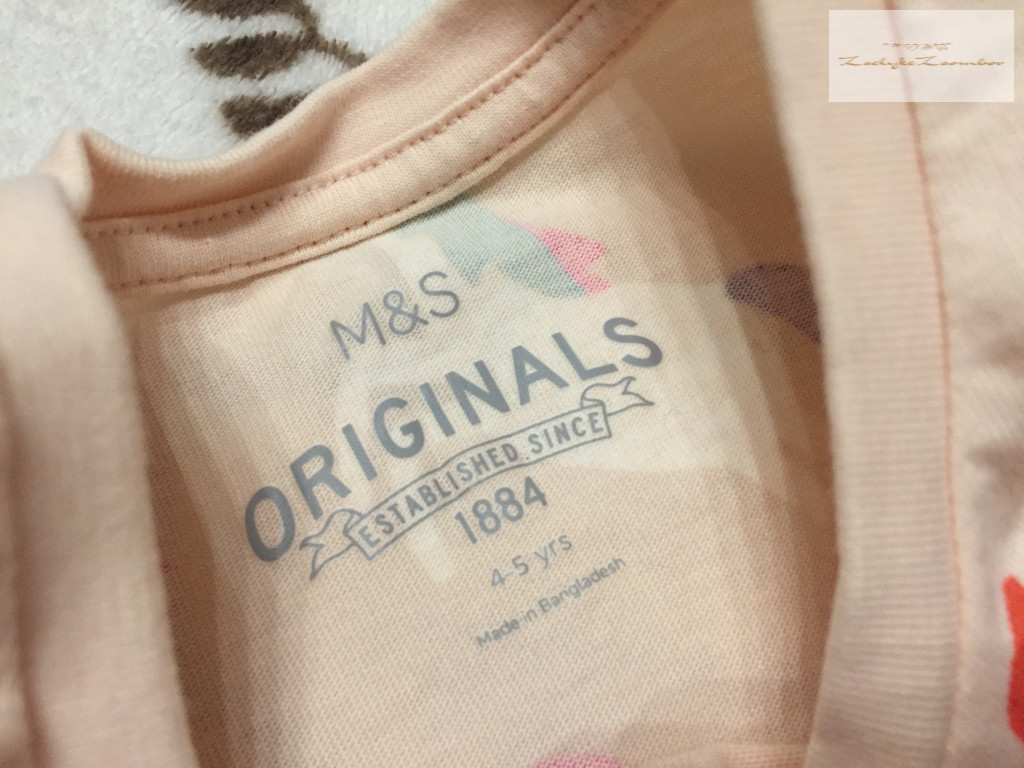 M&S
ORIGINALS
ESTABLISHED SINCE
1884
4-5 yrs
Made in Bangladesh